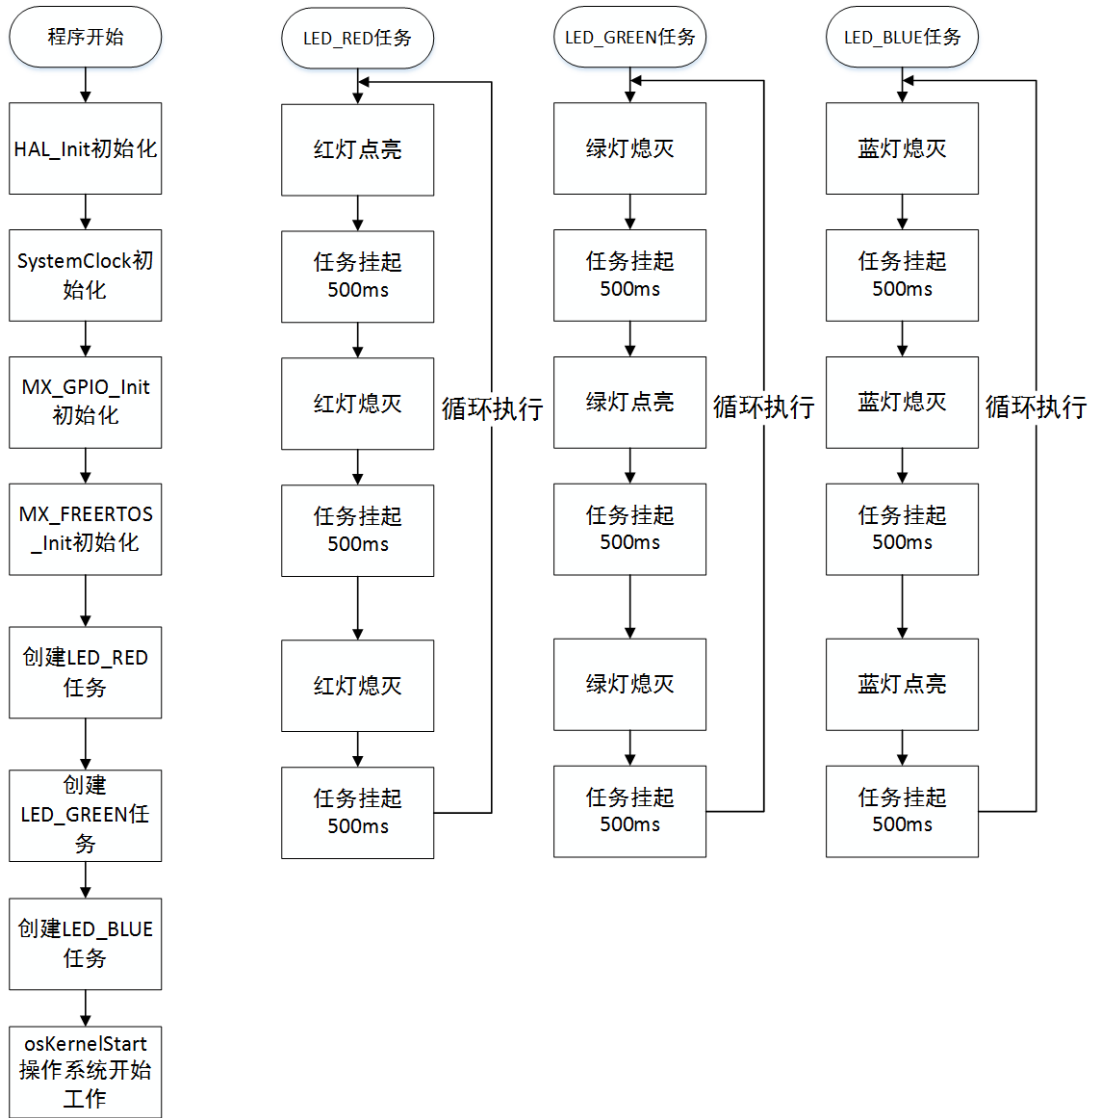 程序开始
HAL_Init初始化
SystemClock初
始化
MX_GPIO_Init
初始化
MX_FREERTOS
_Init初始化
创建LED_RED
任务
创建
LED_GREEN任
务
创建LED_BLUE
任务
osKernelStart
操作系统开始
工作
LED_RED任务
红灯点亮
任务挂起
500ms
红灯熄灭
任务挂起
500ms
红灯熄灭
任务挂起
500ms
循环执行
LED_GREEN任务
绿灯熄灭
任务挂起
500ms
绿灯点亮
任务挂起
500ms
绿灯熄灭
任务挂起
500ms
循环执行
LED_BLUE任务
蓝灯熄灭
任务挂起
500ms
蓝灯熄灭
任务挂起
500ms
蓝灯点亮
任务挂起
500ms
循环执行